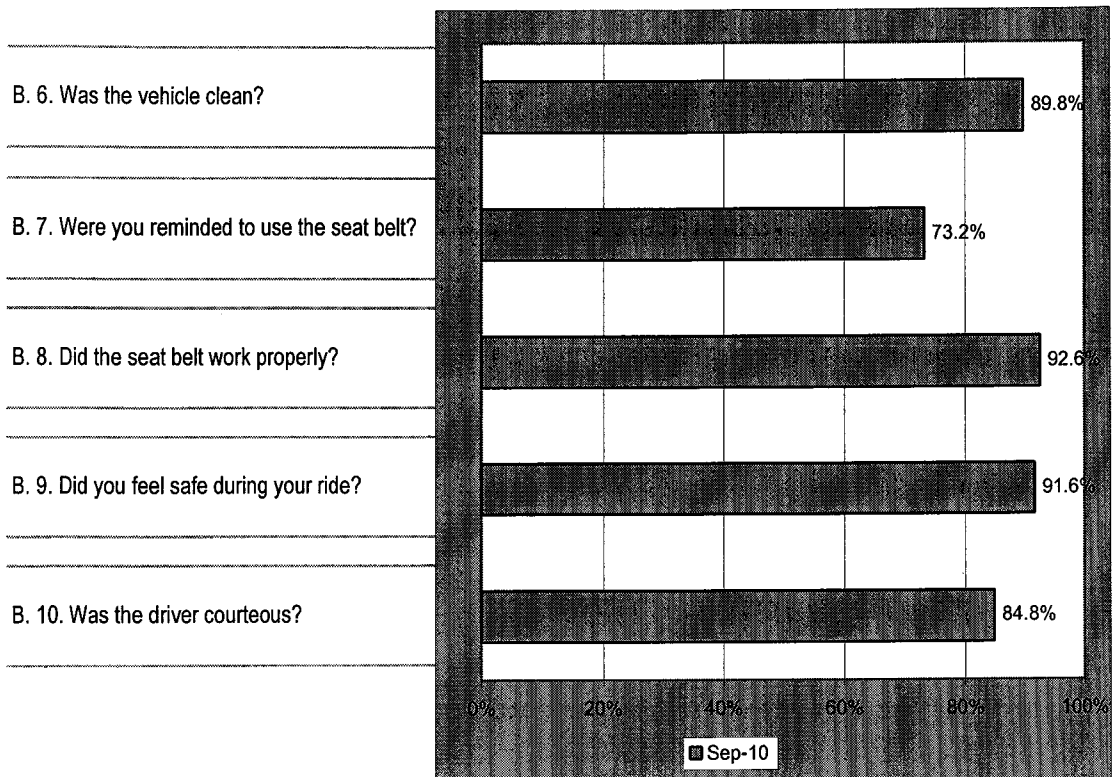 B. 6. Was the vehicle clean?
89.8%
B. 7. Were you reminded to use the seat belt?
73.2%
B. 8. Did the seat belt work properly?
92.6%
B. 9. Did you feel safe during your ride?
91.6%
B. 10. Was the driver courteous?
84.8%
0% 20% 40% 60% 80% 100%
Sep-10